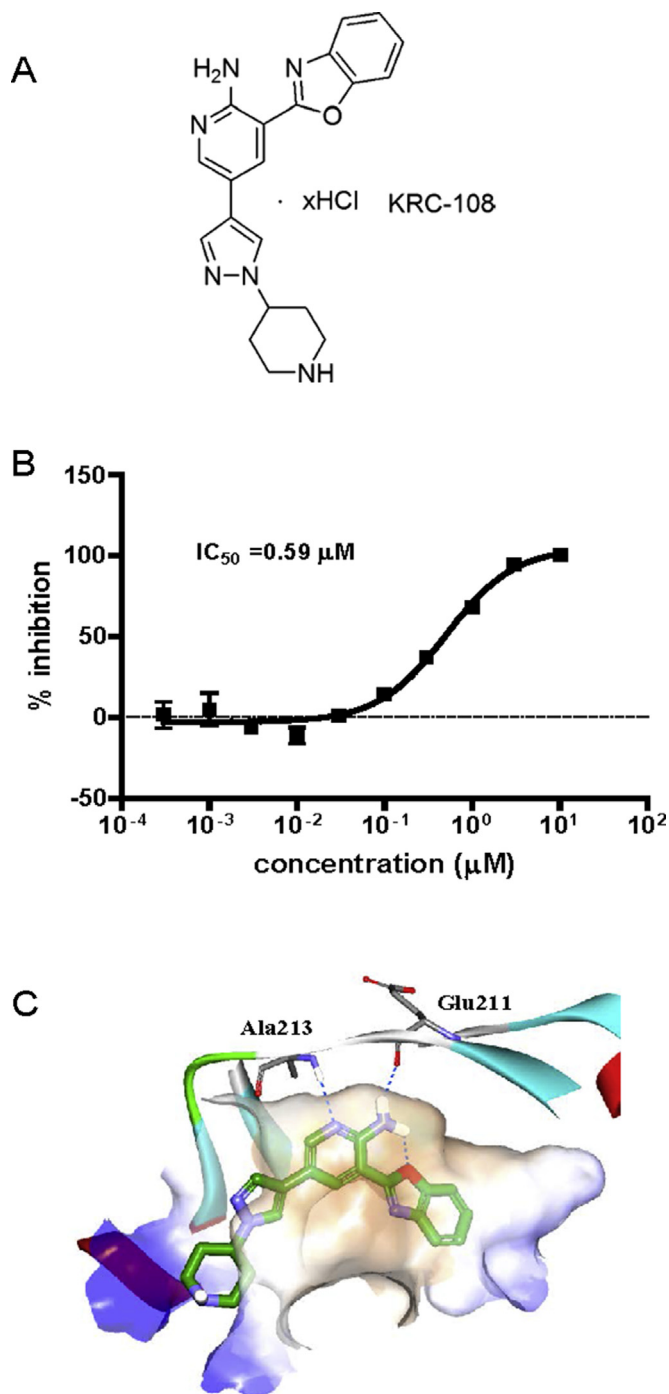 A
H₂N
N
O
N
· xHCl KRC-108
N
N
NH
B
150
100
50
0
-50
IC₅₀ =0.59 μM
% inhibition
10⁻⁴ 10⁻³ 10⁻² 10⁻¹ 10⁰ 10¹ 10²
concentration (μM)
C
Glu211
Ala213